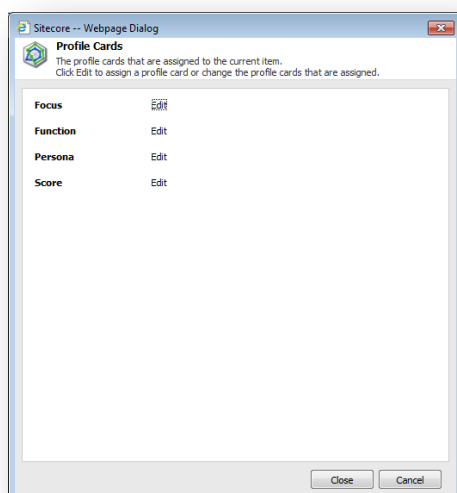 Sitecore -- Webpage Dialog
Profile Cards
The profile cards that are assigned to the current item.
Click Edit to assign a profile card or change the profile cards that are assigned.
Focus Edit
Function Edit
Persona Edit
Score Edit
Close Cancel